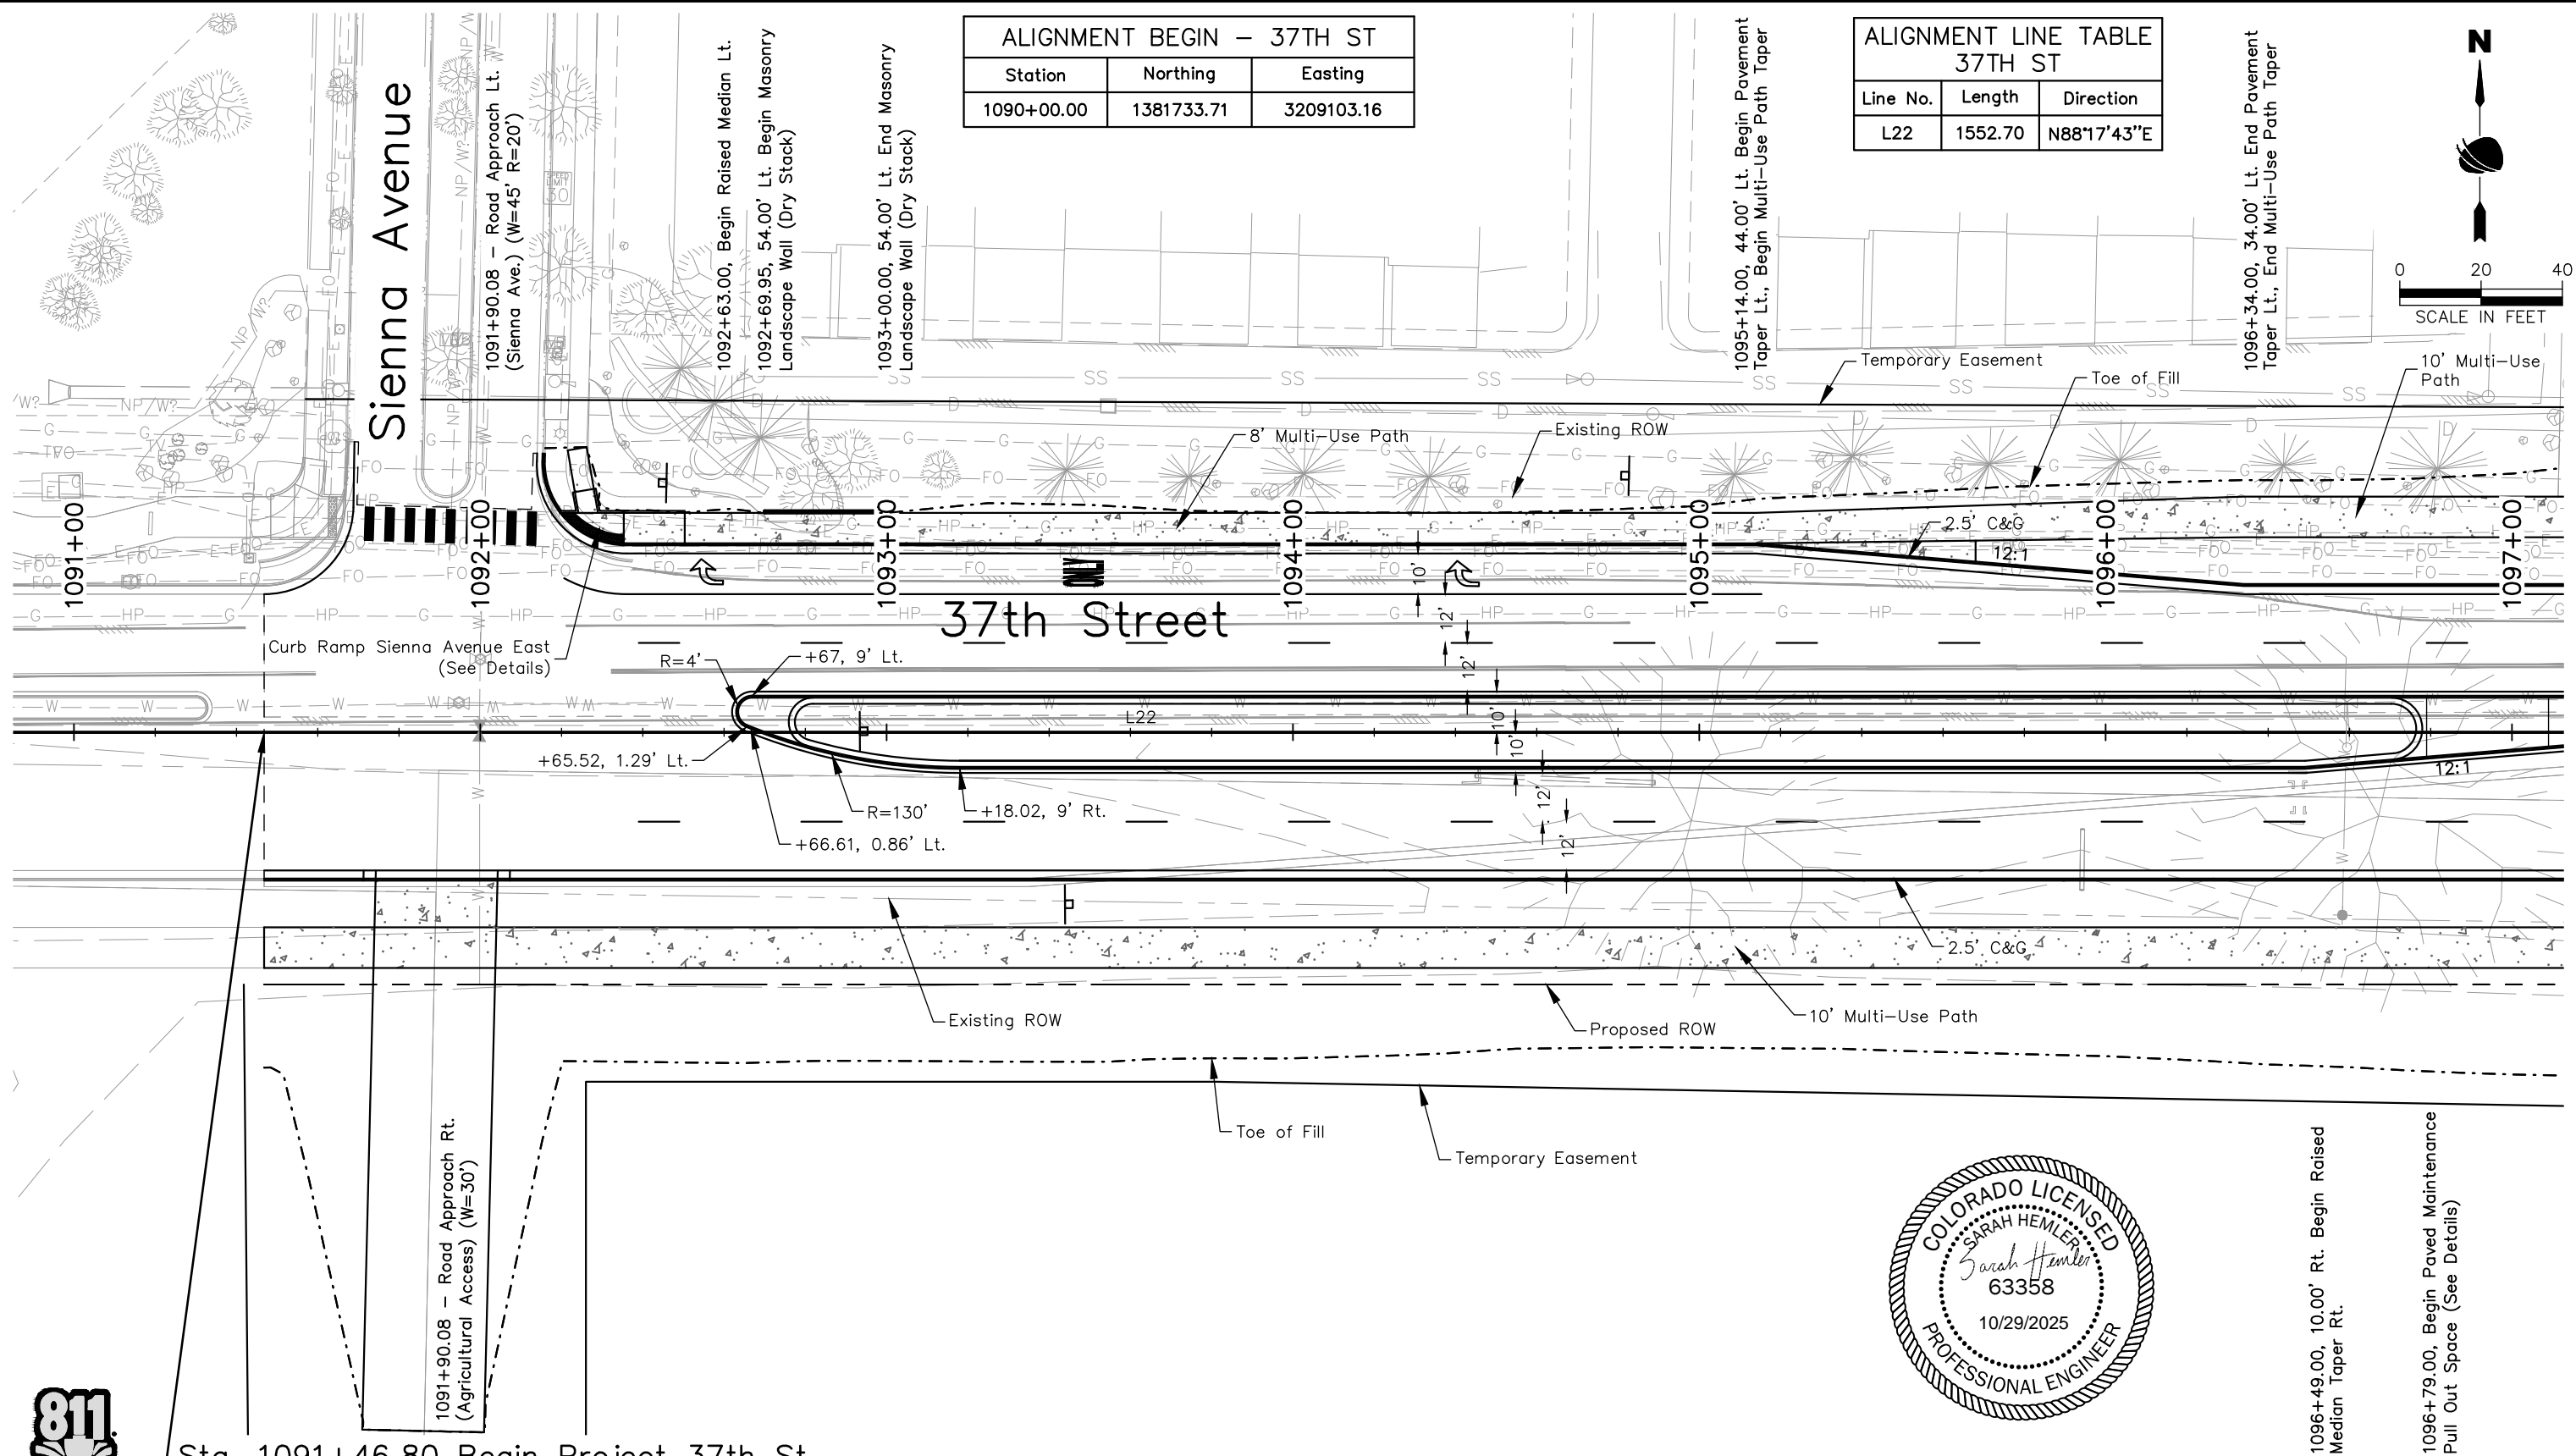 ALIGNMENT BEGIN – 37TH ST
Station Northing Easting
1090+00.00 1381733.71 3209103.16
ALIGNMENT LINE TABLE
37TH ST
Line No. Length Direction
L22 1552.70 N88°17'43"E
N
0 20 40
SCALE IN FEET
Sienna Avenue
1091+90.08 – Road Approach Lt.
(Sienna Ave.) (W=45' R=20')
SPEED LIMIT 30
1092+63.00, Begin Raised Median Lt.
1092+69.95, 54.00' Lt. Begin Masonry
Landscape Wall (Dry Stack)
1093+00.00, 54.00' Lt. End Masonry
Landscape Wall (Dry Stack)
1095+14.00, 44.00' Lt. Begin Pavement
Taper Lt., Begin Multi-Use Path Taper
1096+34.00, 34.00' Lt. End Pavement
Taper Lt., End Multi-Use Path Taper
Temporary Easement
Toe of Fill
10' Multi-Use
Path
8' Multi-Use Path
Existing ROW
1091+00
1092+00
1093+00
1094+00
1095+00
1096+00
1097+00
2.5' C&G
12:1
ONLY
37th Street
10'
12'
12'
10'
10'
12'
12'
Curb Ramp Sienna Avenue East
(See Details)
R=4'
+67, 9' Lt.
L22
+65.52, 1.29' Lt.
R=130'
+18.02, 9' Rt.
+66.61, 0.86' Lt.
12:1
2.5' C&G
Existing ROW
Proposed ROW
10' Multi-Use Path
Toe of Fill
Temporary Easement
1091+90.08 – Road Approach Rt.
(Agricultural Access) (W=30')
COLORADO LICENSED
SARAH HEMLER
Sarah Hemler
63358
10/29/2025
PROFESSIONAL ENGINEER
1096+49.00, 10.00' Rt. Begin Raised
Median Taper Rt.
1096+79.00, Begin Paved Maintenance
Pull Out Space (See Details)
811
Sta. 1091+46.80 Begin Project 37th St